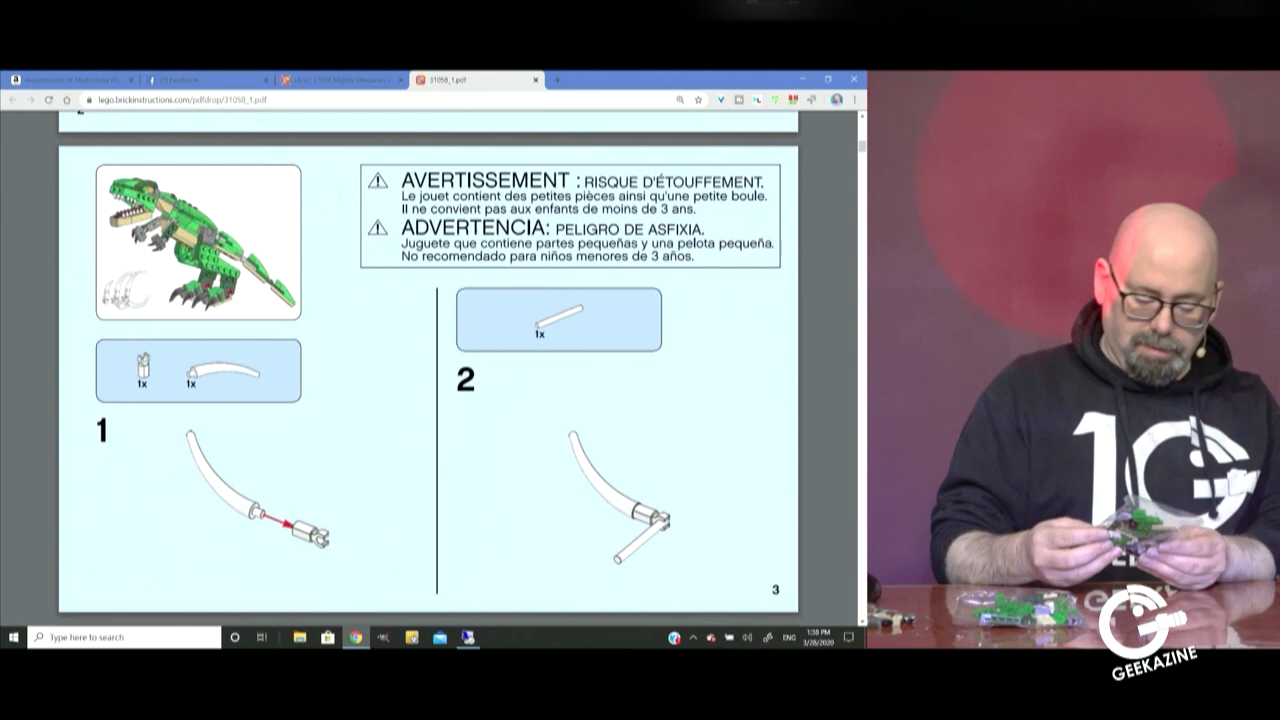 31058_1.pdf
lego.brickinstructions.com/pdfdrop/31058_1.pdf
AVERTISSEMENT : RISQUE D'ÉTOUFFEMENT.
Le jouet contient des petites pièces ainsi qu'une petite boule.
Il ne convient pas aux enfants de moins de 3 ans.
ADVERTENCIA: PELIGRO DE ASFIXIA.
Juguete que contiene partes pequeñas y una pelota pequeña.
No recomendado para niños menores de 3 años.
1x
1x
1
1x
2
3
Type here to search
ENG
1:38 PM
3/28/2020
10
GEEKAZINE